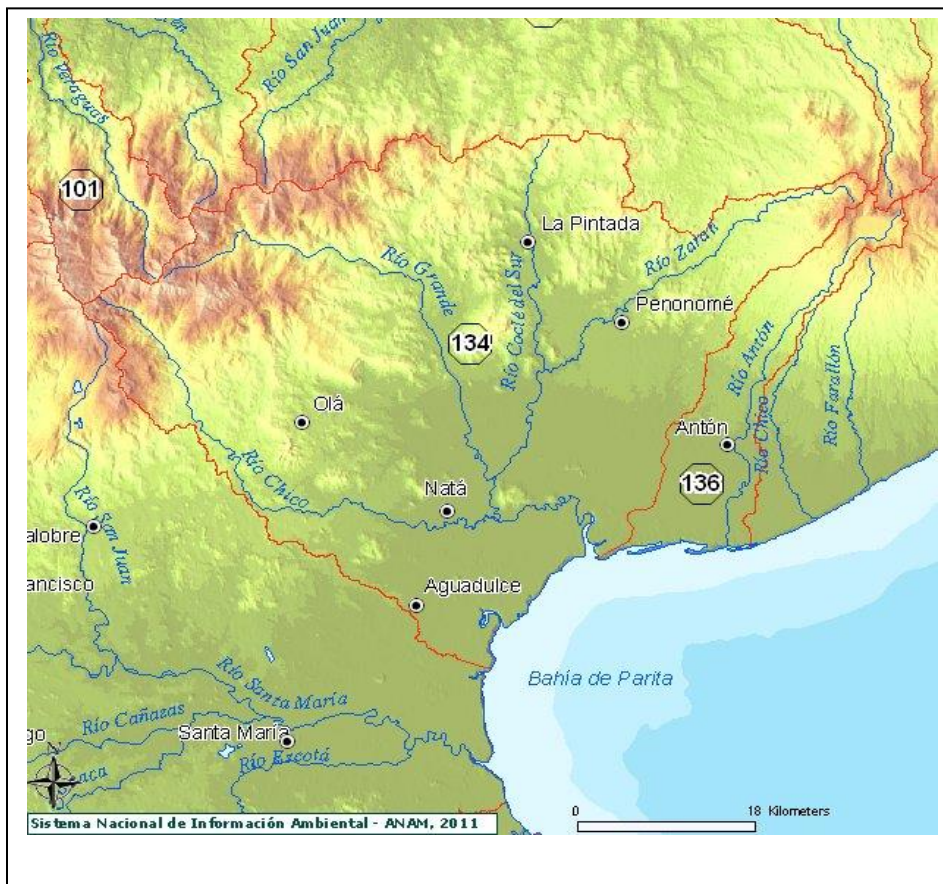 Río Veraguas
Río San Juan
101
La Pintada
Río Grande
Río Zaratí
Río Coclé del Sur
Penonomé
134
Río Antón
Río Chico
Río Farallón
Olá
Antón
Río Chico
136
Natá
Río San Juan
alobre
ancisco
Aguadulce
Río Santa María
Bahía de Parita
Río Cañazas
Santa María
go
N
Río Escotá
aca
0 18 Kilometers
Sistema Nacional de Información Ambiental - ANAM, 2011